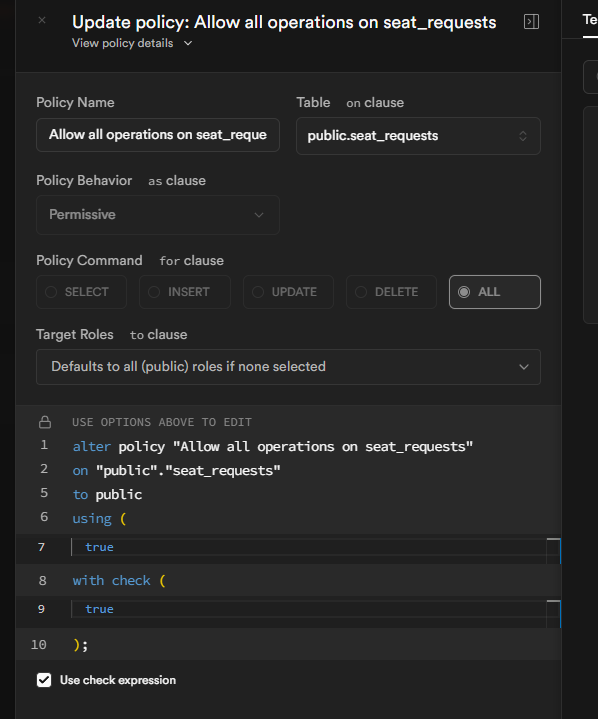 Update policy: Allow all operations on seat_requests
View policy details
Te
Policy Name
Table on clause
Allow all operations on seat_reque
public.seat_requests
Policy Behavior as clause
Permissive
Policy Command for clause
SELECT INSERT UPDATE DELETE ALL
Target Roles to clause
Defaults to all (public) roles if none selected
USE OPTIONS ABOVE TO EDIT
1 alter policy "Allow all operations on seat_requests"
2 on "public"."seat_requests"
5 to public
6 using (
7 true
8 with check (
9 true
10 );
Use check expression